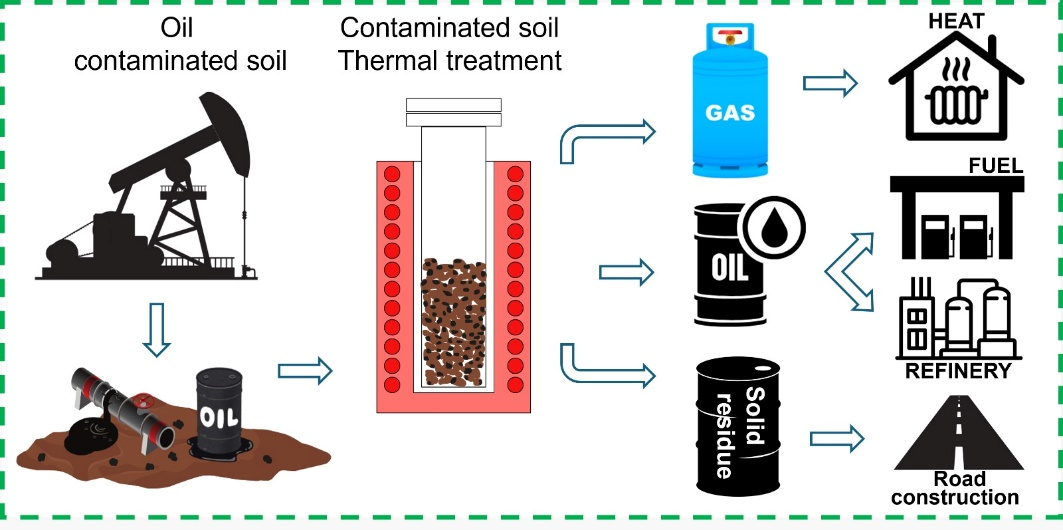 Oil
contaminated soil
Contaminated soil
Thermal treatment
OIL
GAS
HEAT
OIL
FUEL
REFINERY
Solid
residue
Road
construction